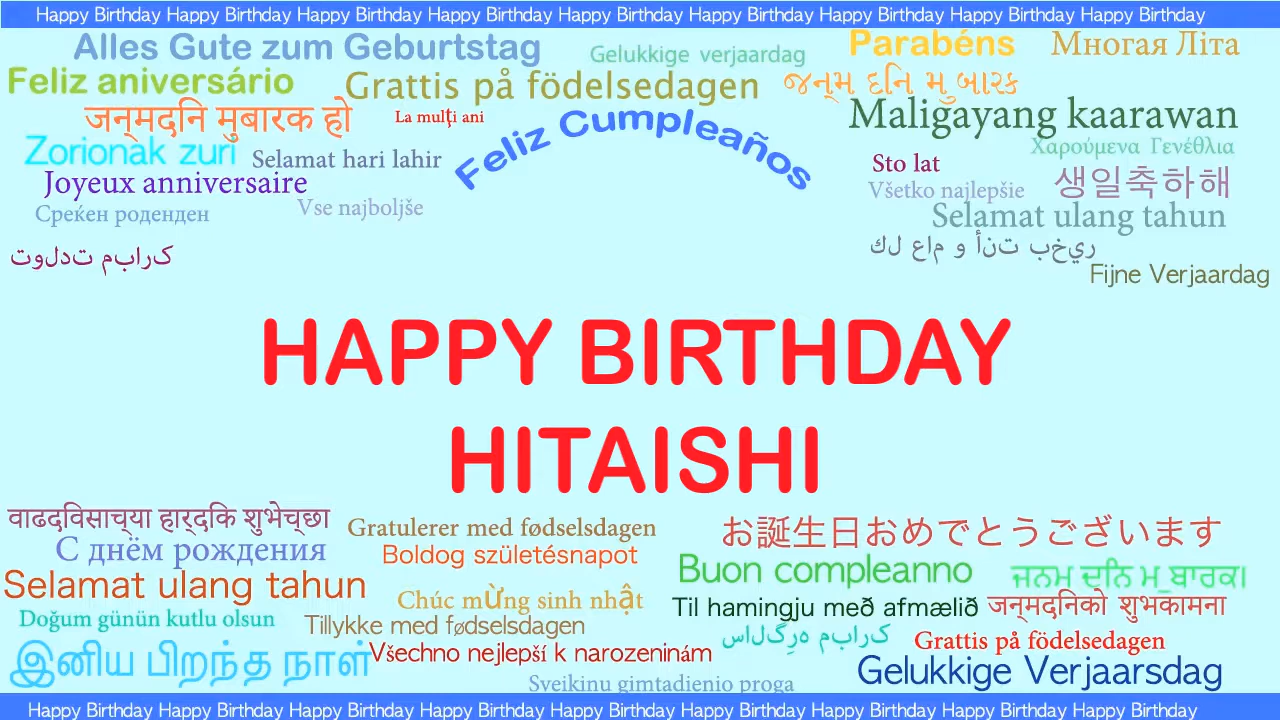 Happy Birthday Happy Birthday Happy Birthday Happy Birthday Happy Birthday Happy Birthday Happy Birthday Happy Birthday Happy Birthday
Alles Gute zum Geburtstag
Gelukkige verjaardag
Parabéns
Многая Літа
Feliz aniversário
Grattis på födelsedagen
જન્મ દનિ મુબારક
जन्मदनि मुबारक हो
La mulţi ani
Feliz Cumpleaños
Maligayang kaarawan
Zorionak zuri
Selamat hari lahir
Sto lat
Χαρούμενα Γενέθλια
Joyeux anniversaire
Všetko najlepšie
생일축하해
Среќен роденден
Vse najboljše
Selamat ulang tahun
تولدت مبارک
كل عام و أنت بخير
Fijne Verjaardag
HAPPY BIRTHDAY
HITAISHI
वाढदविसाच्या हार्दकि शुभेच्छा
Gratulerer med fødselsdagen
お誕生日おめでとうございます
С днём рождения
Boldog születésnapot
Buon compleanno
ਜਨਮ ਦਨਿ ਮੁਬਾਰਕ।
Selamat ulang tahun
Chúc mừng sinh nhật
Til hamingju með afmælið
जन्मदनिको शुभकामना
Doğum günün kutlu olsun
Tillykke med fødselsdagen
سالگرہ مبارک
Grattis på födelsedagen
இனிய பிறந்த நாள்
Všechno nejlepší k narozeninám
Gelukkige Verjaarsdag
Sveikinu gimtadienio proga
Happy Birthday Happy Birthday Happy Birthday Happy Birthday Happy Birthday Happy Birthday Happy Birthday Happy Birthday Happy Birthday